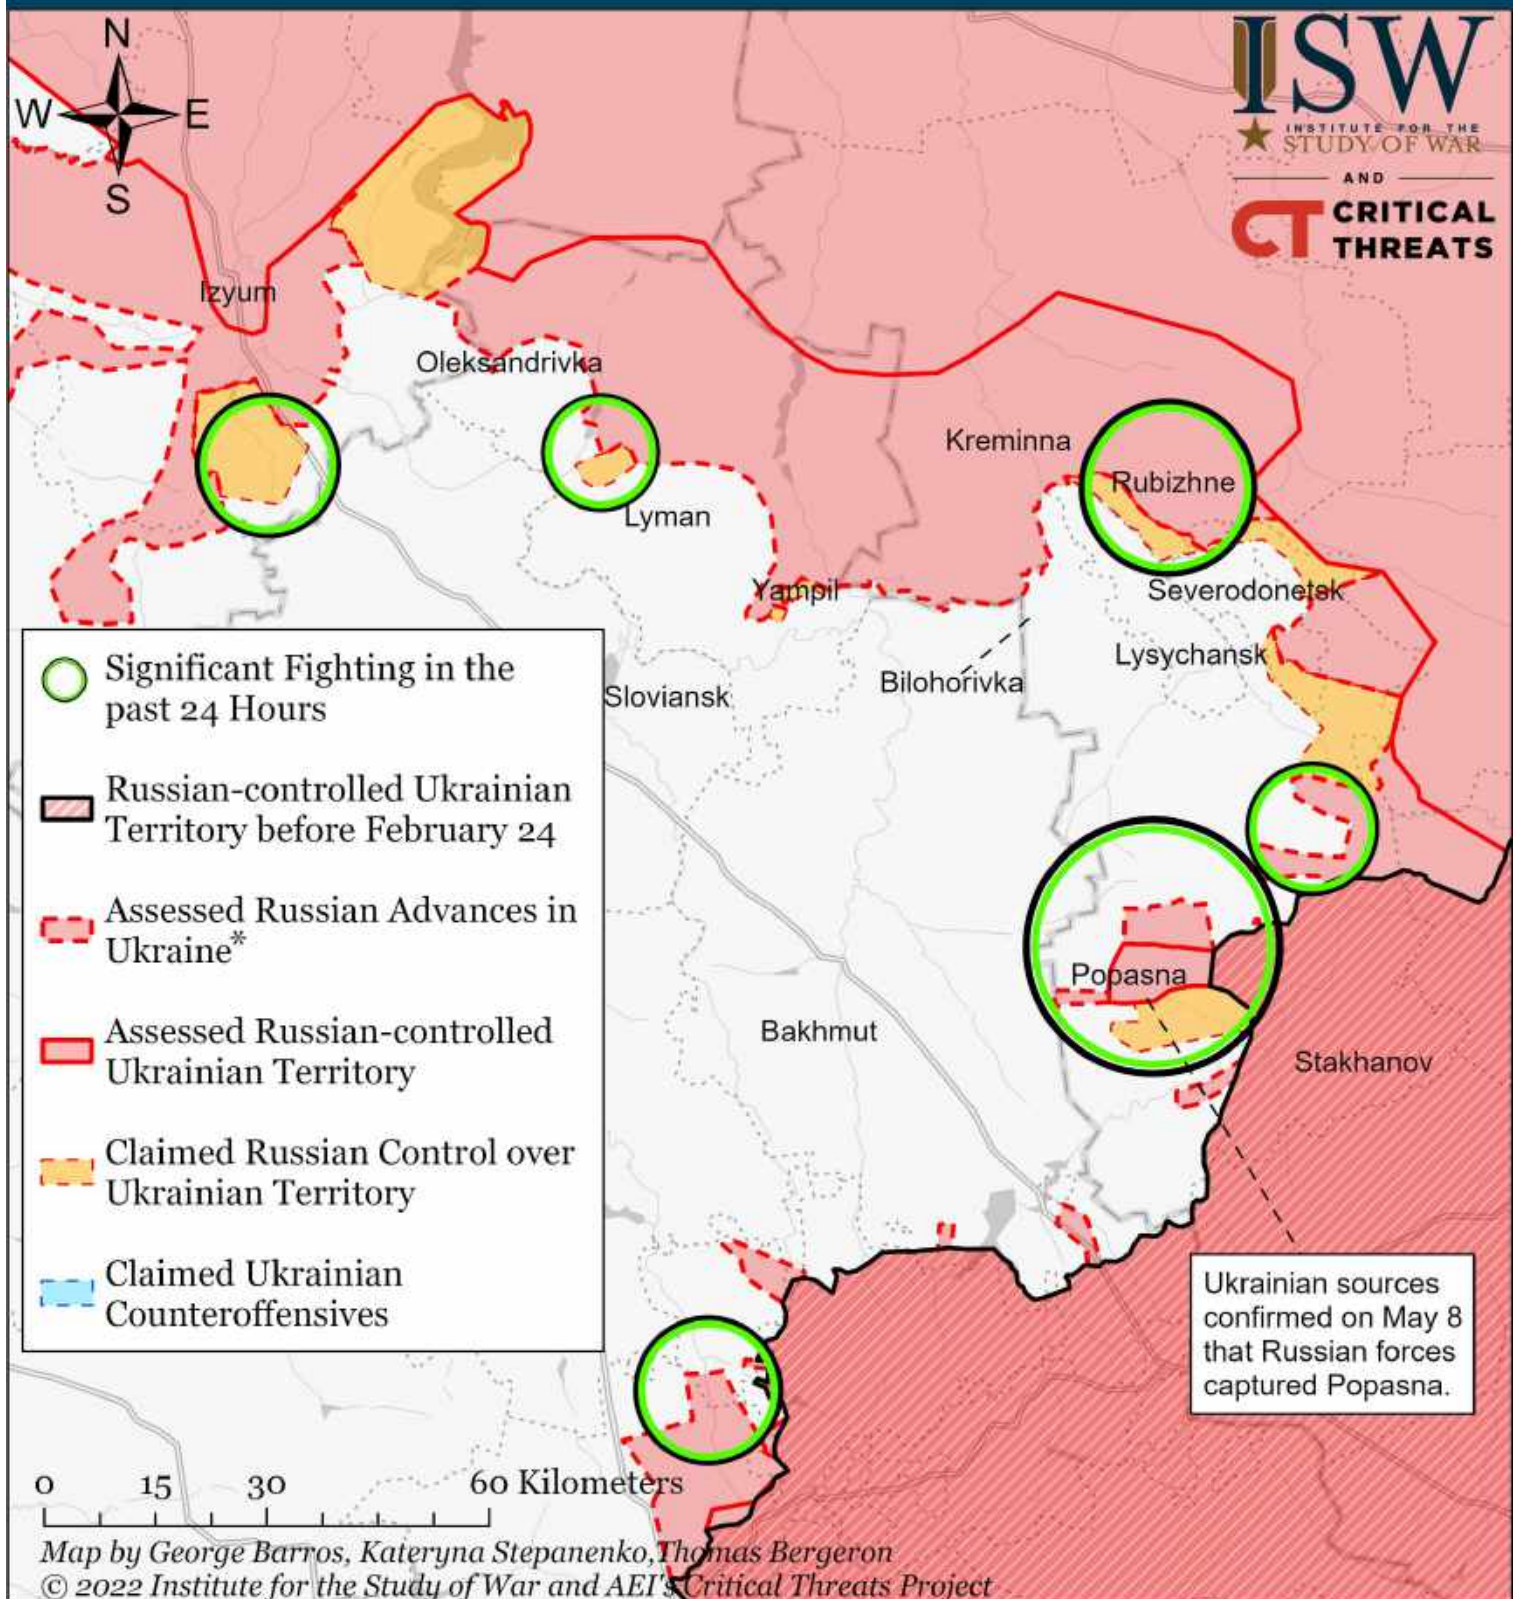 N
W E
S
ISW
INSTITUTE FOR THE
STUDY OF WAR
AND
CT CRITICAL
THREATS
Izyum
Oleksandrivka
Kreminna
Rubizhne
Lyman
Yampil
Severodonetsk
Lysychansk
Bilohorivka
Sloviansk
Popasna
Bakhmut
Stakhanov
Significant Fighting in the
past 24 Hours
Russian-controlled Ukrainian
Territory before February 24
Assessed Russian Advances in
Ukraine*
Assessed Russian-controlled
Ukrainian Territory
Claimed Russian Control over
Ukrainian Territory
Claimed Ukrainian
Counteroffensives
Ukrainian sources
confirmed on May 8
that Russian forces
captured Popasna.
0 15 30 60 Kilometers
Map by George Barros, Kateryna Stepanenko,Thomas Bergeron
© 2022 Institute for the Study of War and AEI's Critical Threats Project